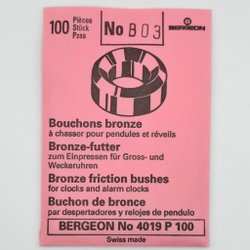 100 Pièces
Stück
Pzas
No B03
BERGEON
Bouchons bronze
à chasser pour pendules et réveils
Bronze-futter
zum Einpressen für Gross- und
Weckeruhren
Bronze friction bushes
for clocks and alarm clocks
Buchon de bronce
par despertadores y relojes de pendulo
BERGEON No 4019 P 100
Swiss made